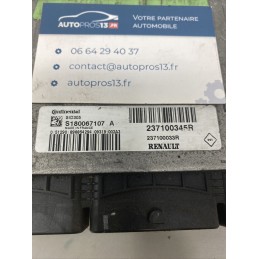 AUTOPROS13.FR
VOTRE PARTENAIRE
AUTOMOBILE
06 64 29 40 37
contact@autopros13.fr
autopros13.fr
Continental
S180067107 A
MADE IN FRANCE
237100345R
237100033R
RENAULT